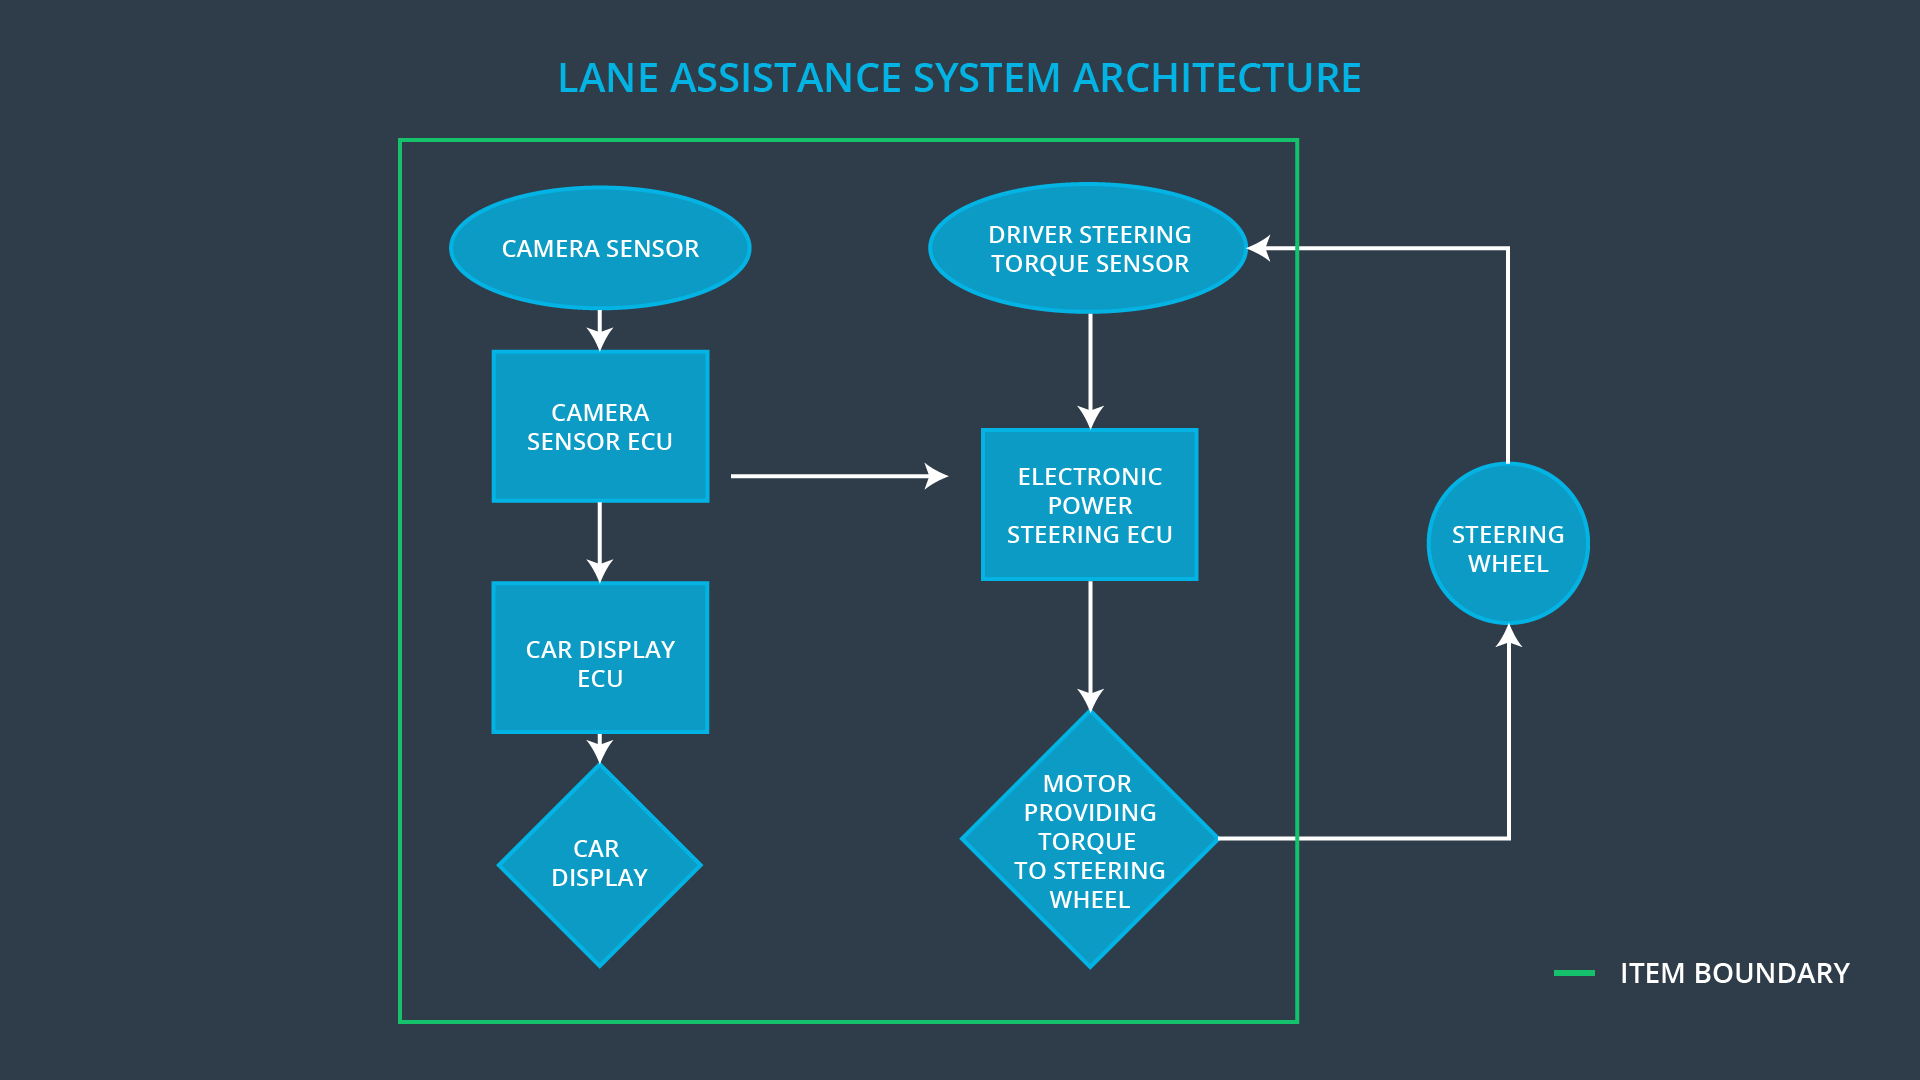 LANE ASSISTANCE SYSTEM ARCHITECTURE
CAMERA SENSOR
DRIVER STEERING
TORQUE SENSOR
CAMERA
SENSOR ECU
ELECTRONIC
POWER
STEERING ECU
STEERING
WHEEL
CAR DISPLAY
ECU
CAR
DISPLAY
MOTOR
PROVIDING
TORQUE
TO STEERING
WHEEL
ITEM BOUNDARY